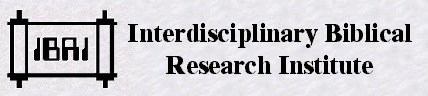 IBRI
Interdisciplinary Biblical
Research Institute